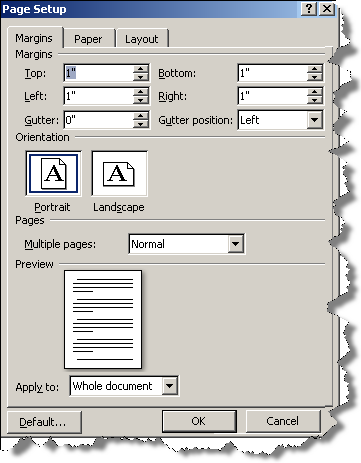 Page Setup
Margins Paper Layout
Margins
Top: 1" Bottom: 1"
Left: 1" Right: 1"
Gutter: 0" Gutter position: Left
Orientation
A A
Portrait Landscape
Pages
Multiple pages: Normal
Preview
Apply to: Whole document
Default... OK Cancel